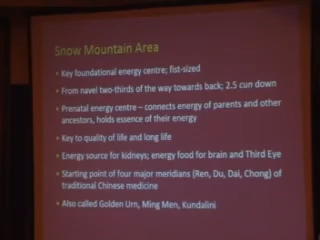 Snow Mountain Area
• Key foundational energy centre; fist-sized
• From navel two-thirds of the way towards back; 2.5 cun down
• Prenatal energy centre – connects energy of parents and other
ancestors, holds essence of their energy
• Key to quality of life and long life
• Energy source for kidneys; energy food for brain and Third Eye
• Starting point of four major meridians (Ren, Du, Dai, Chong) of
traditional Chinese medicine
• Also called Golden Urn, Ming Men, Kundalini